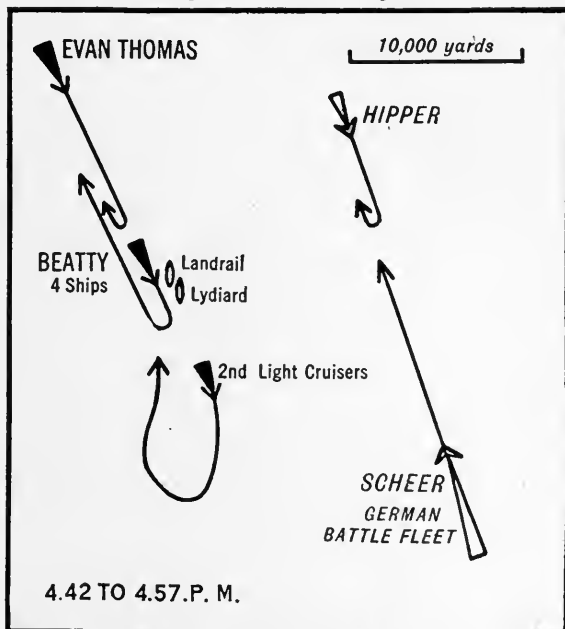 EVAN THOMAS
10,000 yards
HIPPER
BEATTY
4 Ships
Landrail
Lydiard
2nd Light Cruisers
SCHEER
GERMAN
BATTLE FLEET
4.42 TO 4.57.P. M.